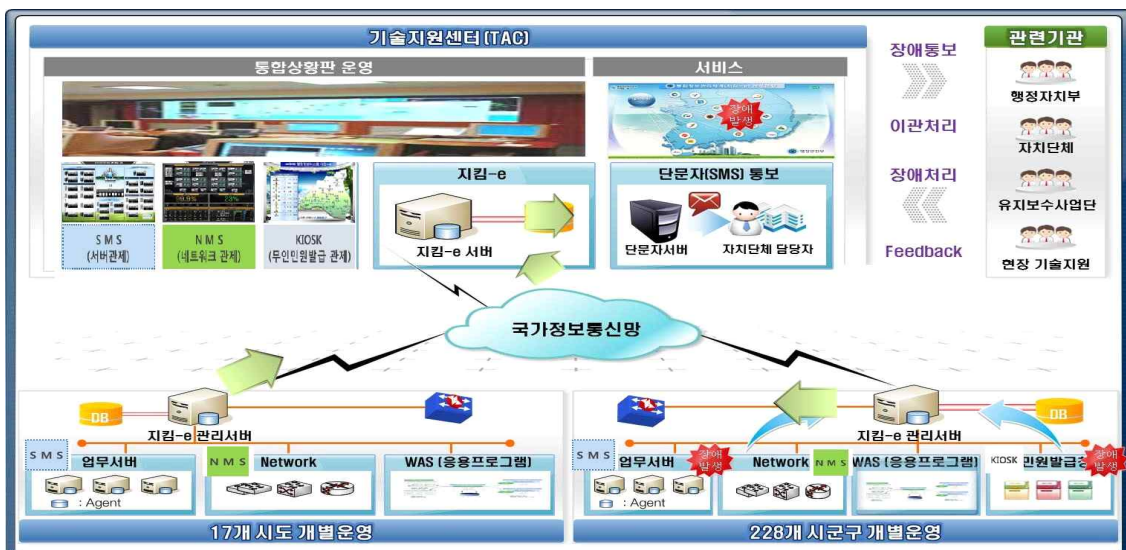 기술지원센터(TAC)
통합상황판 운영
서비스
장애
발생
SMS
(서버관제)
NMS
(네트워크 관제)
KIOSK
(무인민원발급 관제)
지킴-e
지킴-e 서버
단문자(SMS) 통보
단문자서버
자치단체 담당자
장애통보
이관처리
장애처리
Feedback
관련기관
행정자치부
자치단체
유지보수사업단
현장 기술지원
국가정보통신망
DB
지킴-e 관리서버
SMS
업무서버
: Agent
NMS
Network
WAS (응용프로그램)
17개 시도 개별운영
지킴-e 관리서버
DB
SMS
업무서버
장애
발생
: Agent
Network
NMS
WAS (응용프로그램)
KIOSK
민원발급
장애
발생
228개 시군구 개별운영